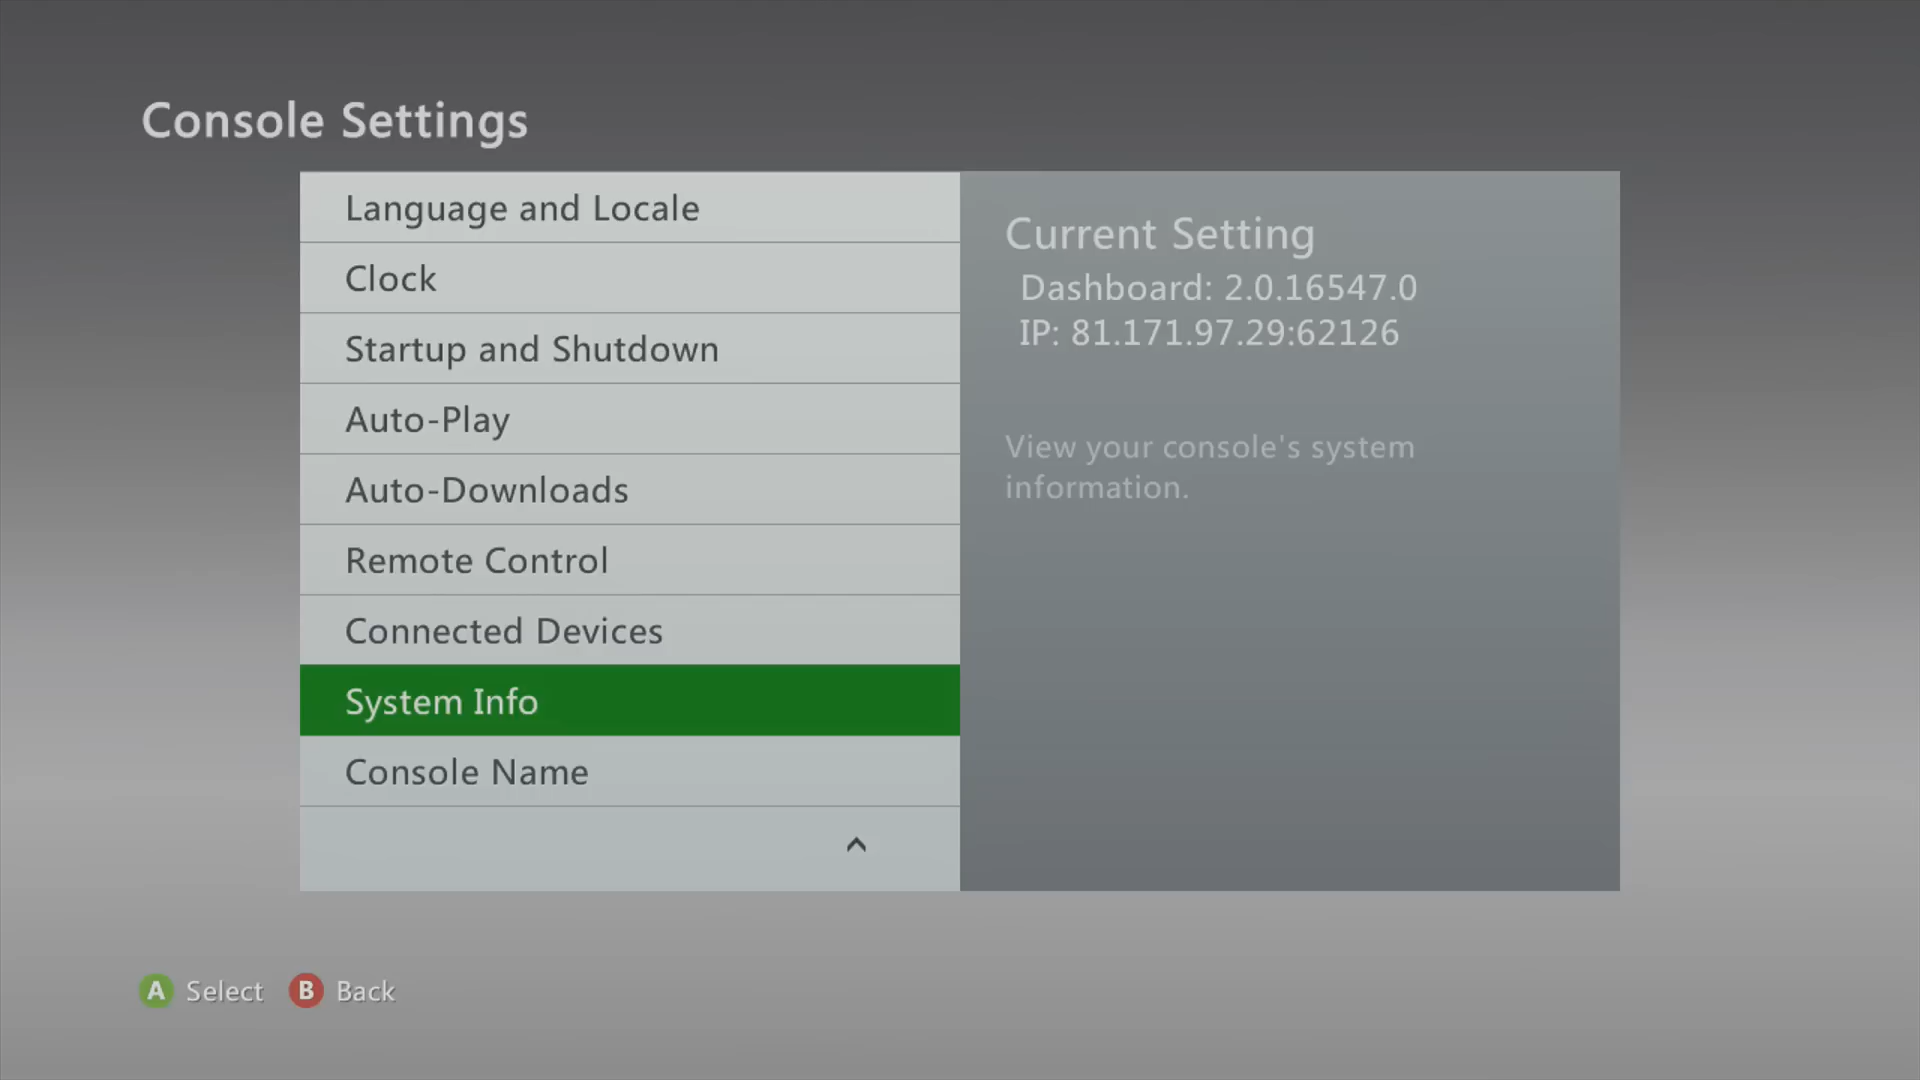 Console Settings
Language and Locale
Clock
Startup and Shutdown
Auto-Play
Auto-Downloads
Remote Control
Connected Devices
System Info
Console Name
Current Setting
Dashboard: 2.0.16547.0
IP: 81.171.97.29:62126
View your console's system
information.
A Select B Back